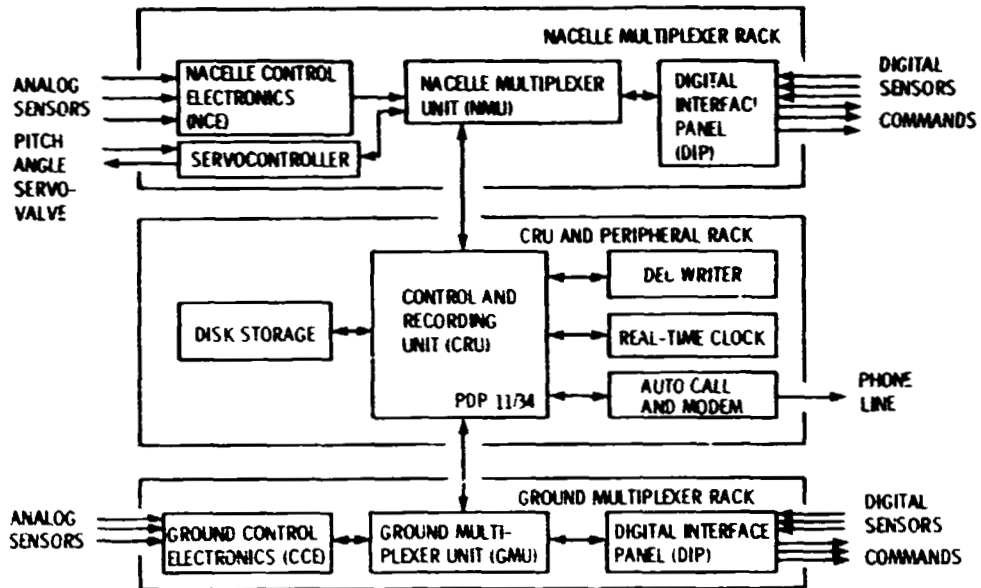 NACELLE MULTIPLEXER RACK
ANALOG
SENSORS
PITCH
ANGLE
SERVO-
VALVE
NACELLE CONTROL
ELECTRONICS
(NCE)
SERVOCONTROLLER
NACELLE MULTIPLEXER
UNIT (NMU)
DIGITAL
INTERFAC'
PANEL
(DIP)
DIGITAL
SENSORS
COMMANDS
CRU AND PERIPHERAL RACK
DISK STORAGE
CONTROL AND
RECORDING
UNIT (CRU)
PDP 11/34
DEC WRITER
REAL-TIME CLOCK
AUTO CALL
AND MODEM
PHONE
LINE
GROUND MULTIPLEXER RACK
ANALOG
SENSORS
GROUND CONTROL
ELECTRONICS (CCE)
GROUND MULTI-
PLEXER UNIT (GMU)
DIGITAL INTERFACE
PANEL (DIP)
DIGITAL
SENSORS
COMMANDS